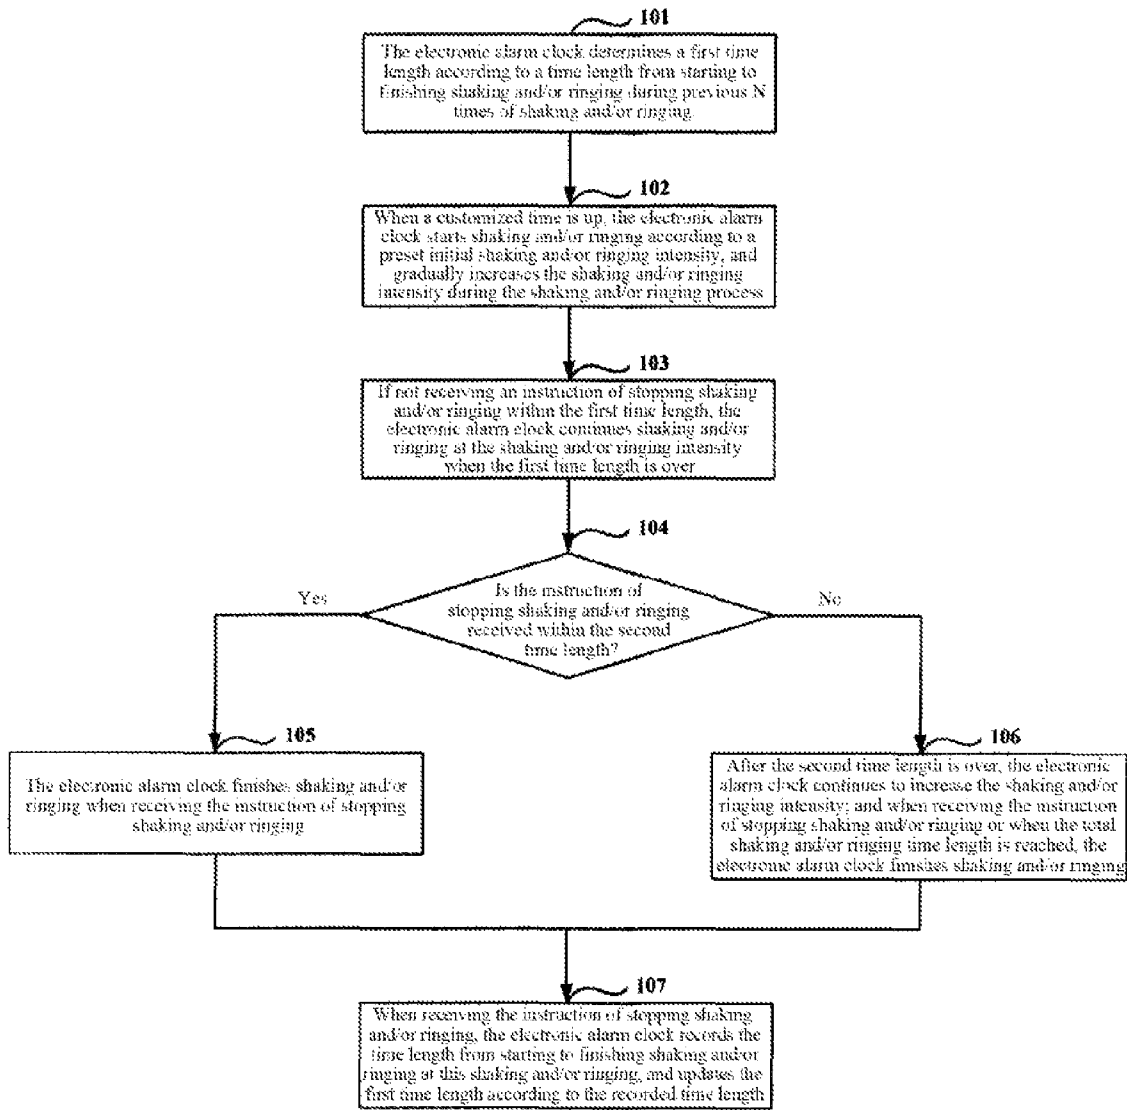 101
The electronic alarm clock determines a first time
length according to a time length from starting to
finishing shaking and/or ringing during previous N
times of shaking and/or ringing
102
When a customized time is up, the electronic alarm
clock starts shaking and/or ringing according to a
preset initial shaking and/or ringing intensity, and
gradually increases the shaking and/or ringing
intensity during the shaking and/or ringing process
103
If not receiving an instruction of stopping shaking
and/or ringing within the first time length, the
electronic alarm clock continues shaking and/or
ringing at the shaking and/or ringing intensity
when the first time length is over
104
Is the instruction of
stopping shaking and/or ringing
received within the second
time length?
Yes
No
105
The electronic alarm clock finishes shaking and/or
ringing when receiving the instruction of stopping
shaking and/or ringing
106
After the second time length is over, the electronic
alarm clock continues to increase the shaking and/or
ringing intensity; and when receiving the instruction
of stopping shaking and/or ringing or when the total
shaking and/or ringing time length is reached, the
electronic alarm clock finishes shaking and/or ringing
107
When receiving the instruction of stopping shaking
and/or ringing, the electronic alarm clock records the
time length from starting to finishing shaking and/or
ringing at this shaking and/or ringing, and updates the
first time length according to the recorded time length